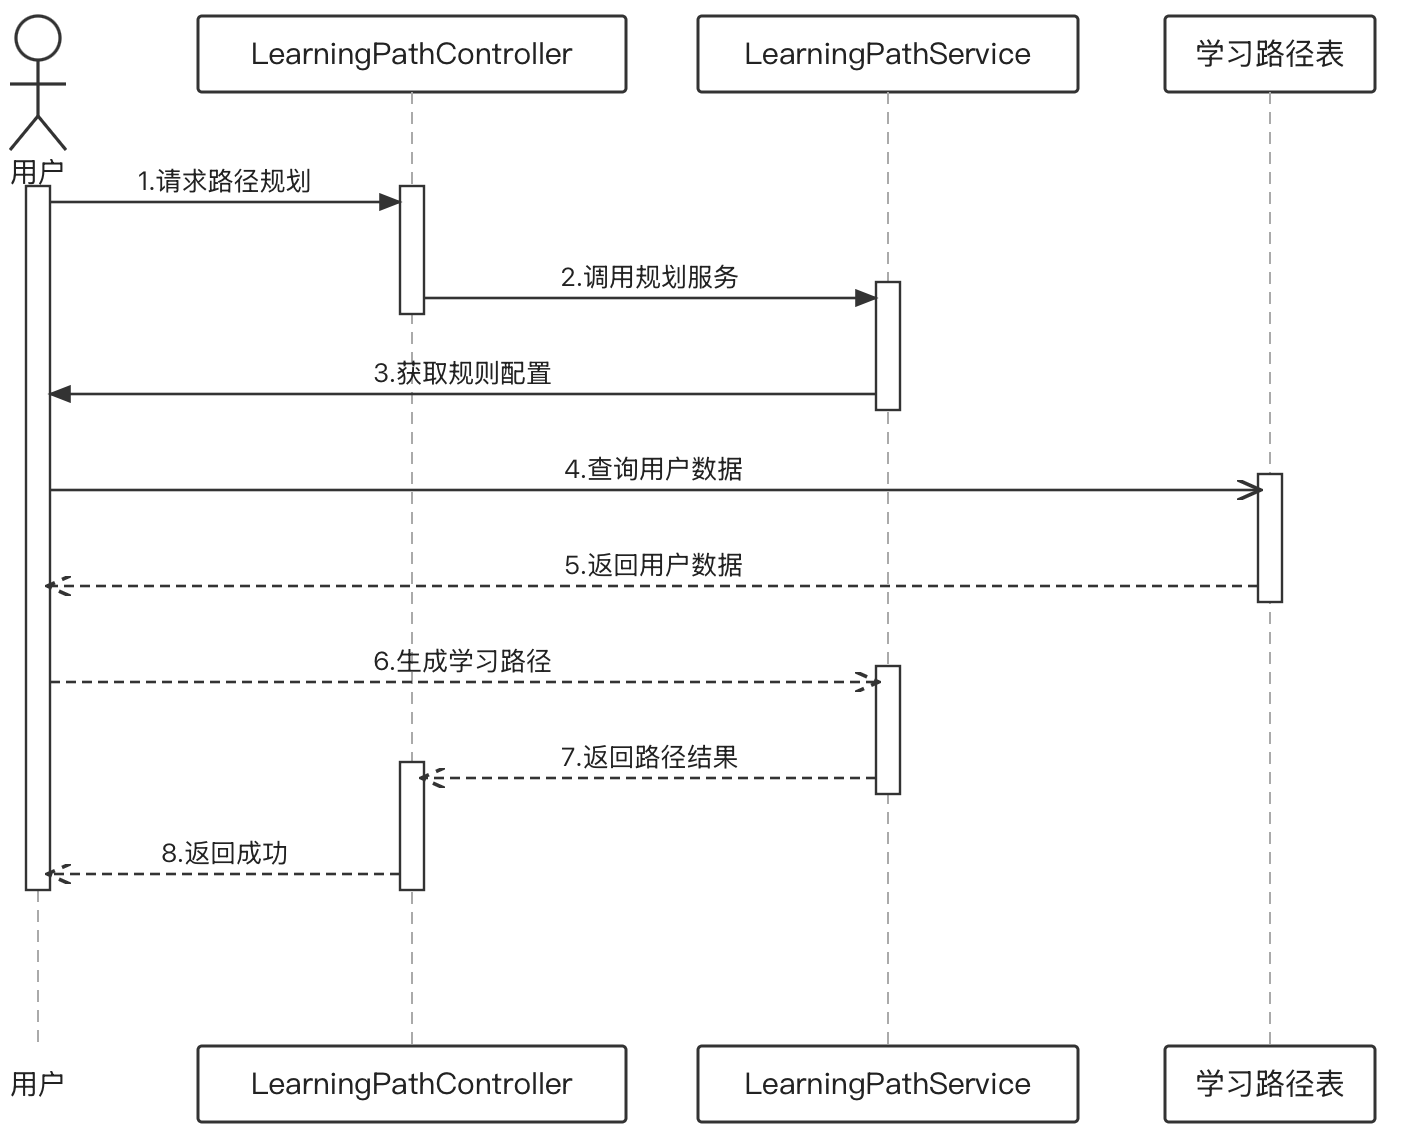 LearningPathController
LearningPathService
学习路径表
用户
1.请求路径规划
2.调用规划服务
3.获取规则配置
4.查询用户数据
5.返回用户数据
6.生成学习路径
7.返回路径结果
8.返回成功
用户
LearningPathController
LearningPathService
学习路径表